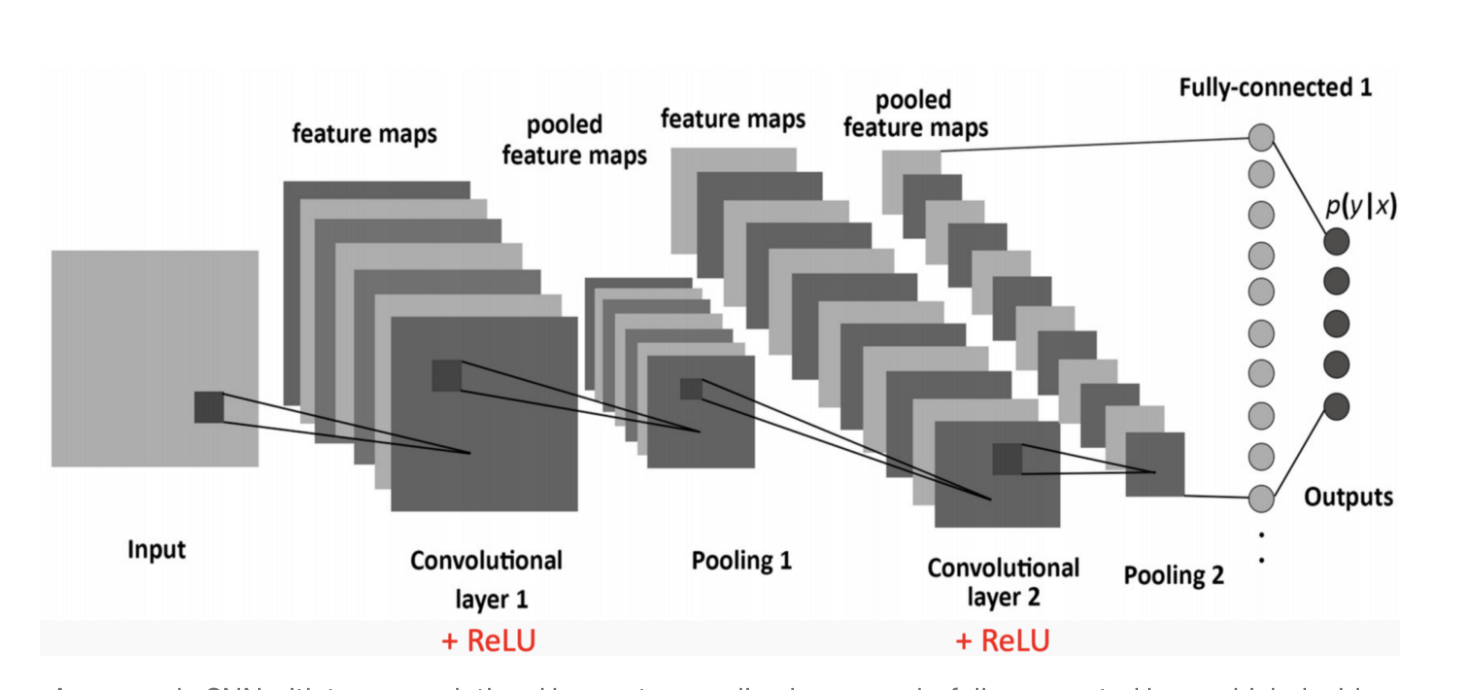 Fully-connected 1
feature maps
pooled
feature maps
feature maps
pooled
feature maps
p(y|x)
Input
Convolutional
layer 1
+ ReLU
Pooling 1
Convolutional
layer 2
+ ReLU
Pooling 2
Outputs